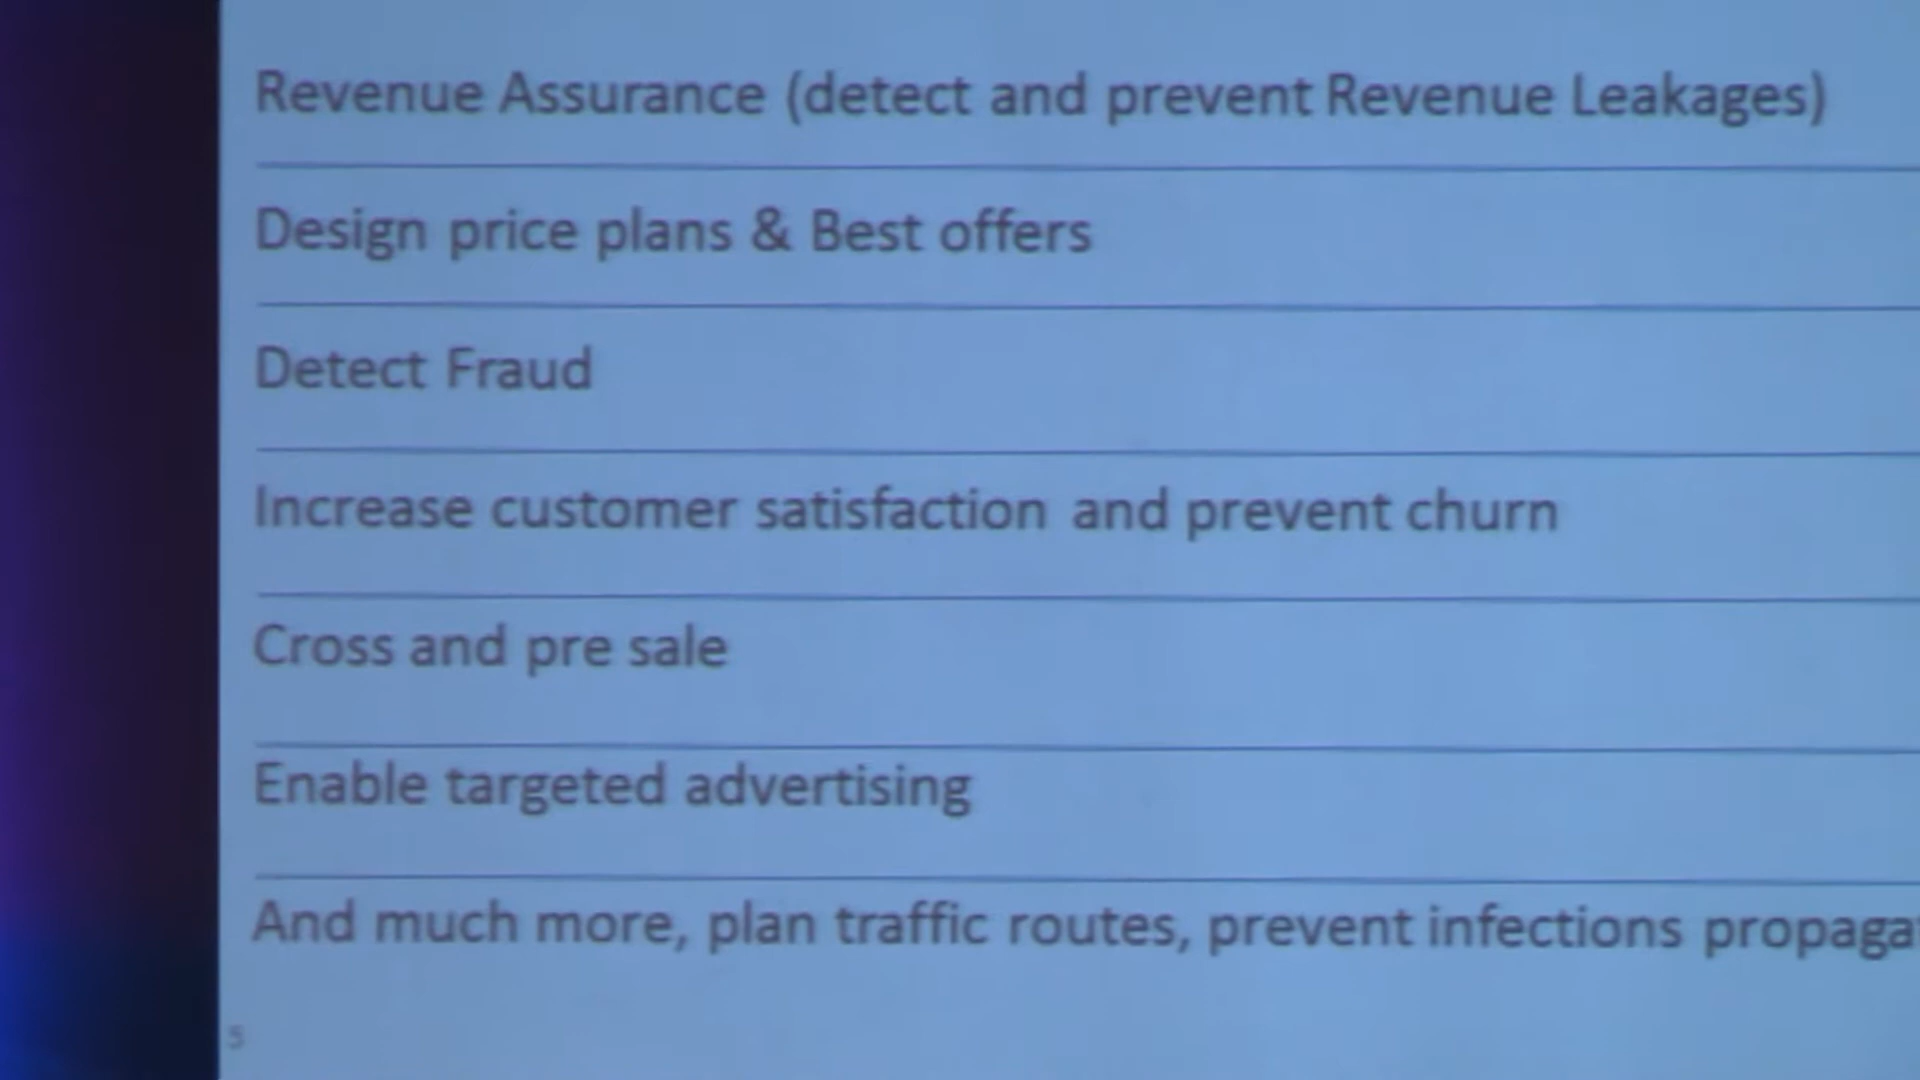 Revenue Assurance (detect and prevent Revenue Leakages)
Design price plans & Best offers
Detect Fraud
Increase customer satisfaction and prevent churn
Cross and pre sale
Enable targeted advertising
And much more, plan traffic routes, prevent infections
5